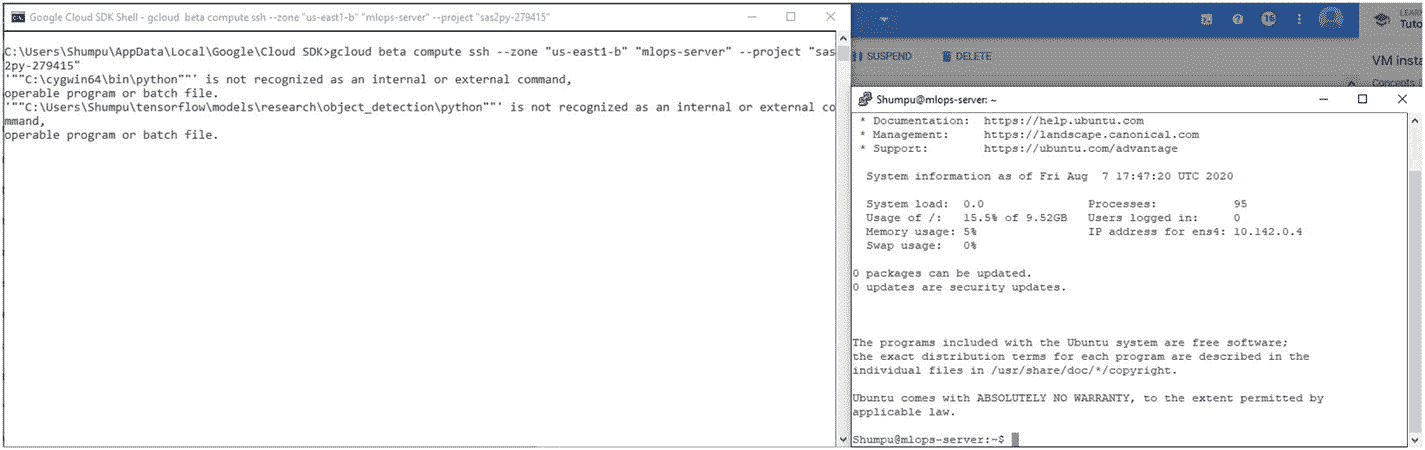 Google Cloud SDK Shell - gcloud beta compute ssh --zone "us-east1-b" "mlops-server" --project "sas2py-279415"
C:\Users\Shumpu\AppData\Local\Google\Cloud SDK>gcloud beta compute ssh --zone "us-east1-b" "mlops-server" --project "sas
2py-279415"
'""C:\cygwin64\bin\python""' is not recognized as an internal or external command,
operable program or batch file.
'""C:\Users\Shumpu\tensorflow\models\research\object_detection\python""' is not recognized as an internal or external co
mmand,
operable program or batch file.
16
LEARN
Tuto
SUSPEND DELETE
VM insta
Concepts
Shumpu@mlops-server: ~
* Documentation: https://help.ubuntu.com
* Management: https://landscape.canonical.com
* Support: https://ubuntu.com/advantage
System information as of Fri Aug 7 17:47:20 UTC 2020
System load: 0.0 Processes: 95
Usage of /: 15.5% of 9.52GB Users logged in: 0
Memory usage: 5% IP address for ens4: 10.142.0.4
Swap usage: 0%
0 packages can be updated.
0 updates are security updates.
The programs included with the Ubuntu system are free software;
the exact distribution terms for each program are described in the
individual files in /usr/share/doc/*/copyright.
Ubuntu comes with ABSOLUTELY NO WARRANTY, to the extent permitted by
applicable law.
Shumpu@mlops-server:~$